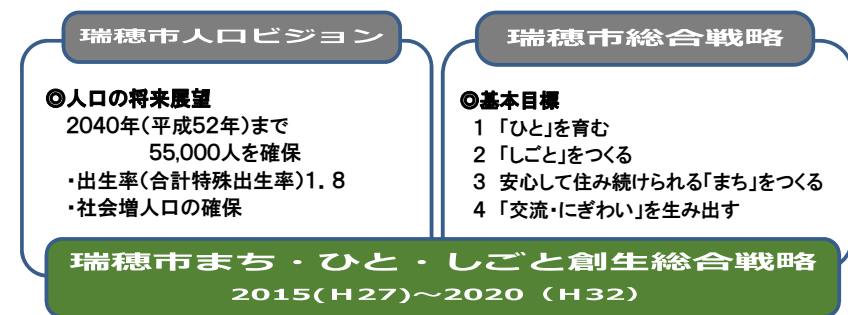 瑞穂市人口ビジョン
◎人口の将来展望
2040年(平成52年)まで
55,000人を確保
・出生率(合計特殊出生率)1.8
・社会増人口の確保
瑞穂市総合戦略
◎基本目標
1 「ひと」を育む
2 「しごと」をつくる
3 安心して住み続けられる「まち」をつくる
4 「交流・にぎわい」を生み出す
瑞穂市まち・ひと・しごと創生総合戦略
2015(H27)～2020（H32）